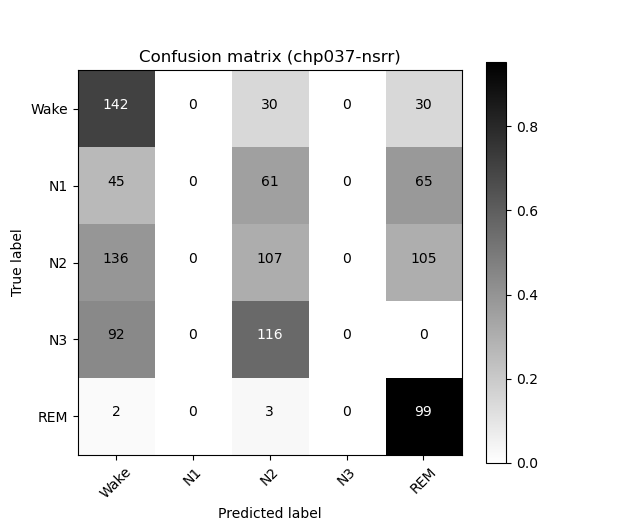 Confusion matrix (chp037-nsrr)
True label
Wake 142 0 30 0 30
N1 45 0 61 0 65
N2 136 0 107 0 105
N3 92 0 116 0 0
REM 2 0 3 0 99
Wake N1 N2 N3 REM
Predicted label
0.8
0.6
0.4
0.2
0.0